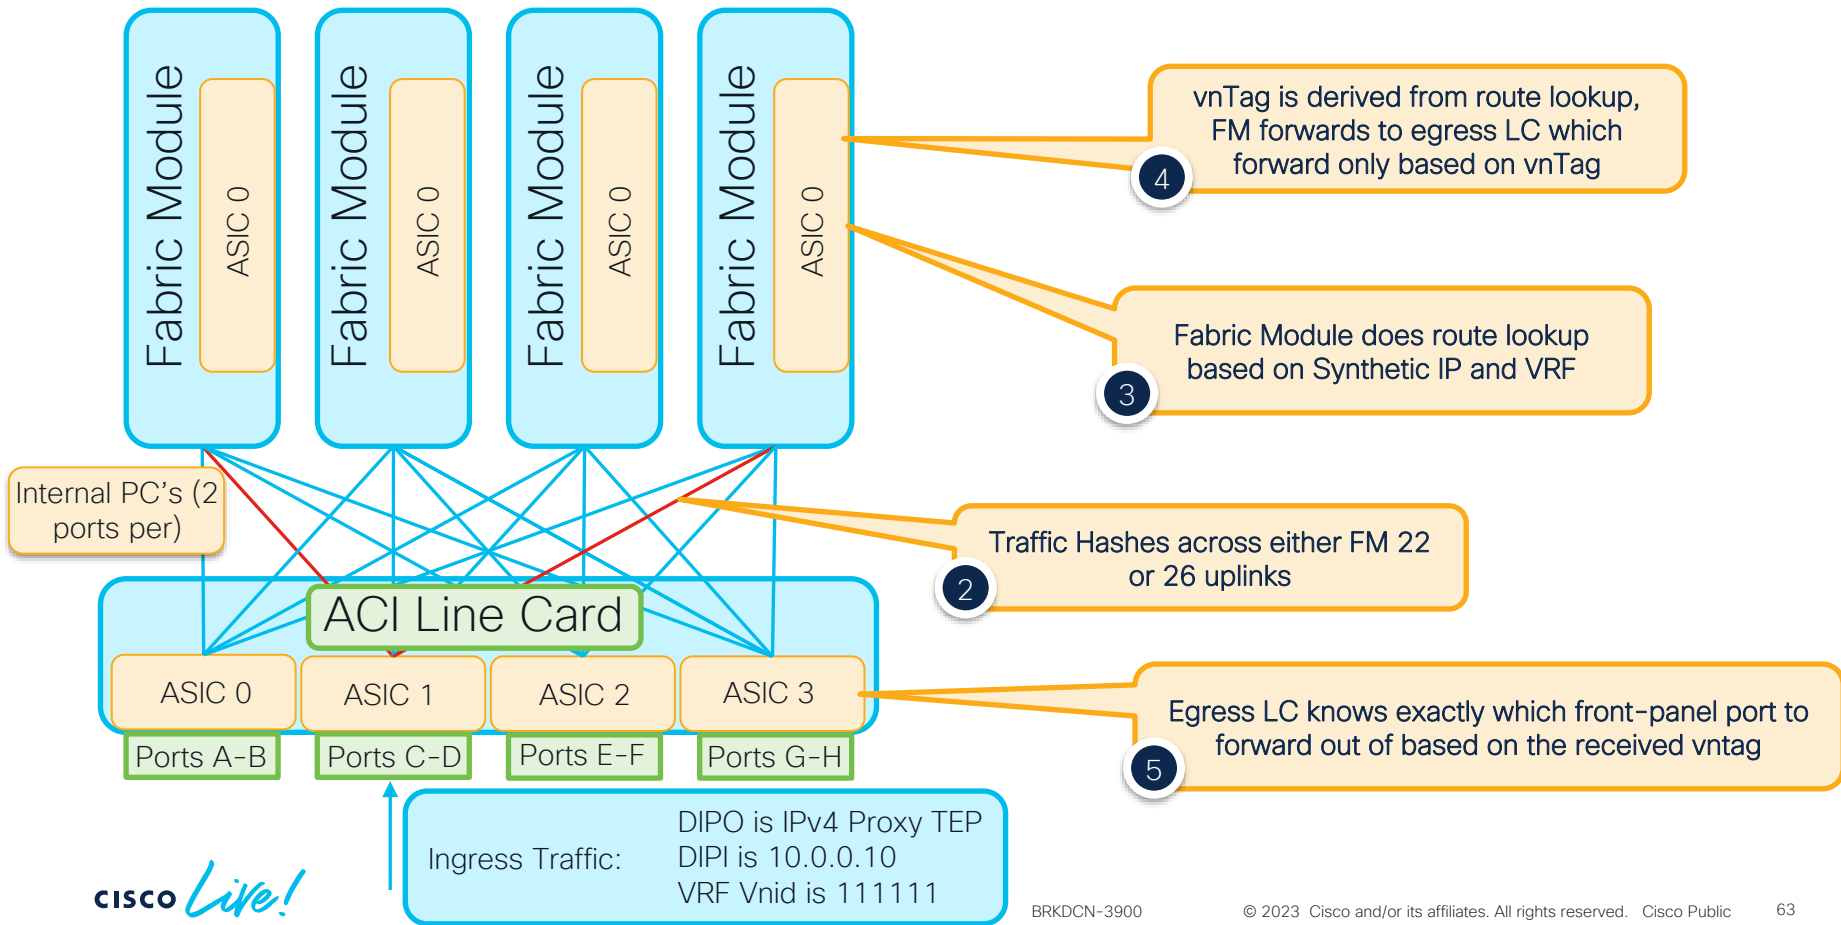 Fabric Module
ASIC 0
Fabric Module
ASIC 0
Fabric Module
ASIC 0
Fabric Module
ASIC 0
vnTag is derived from route lookup,
FM forwards to egress LC which
forward only based on vnTag
4
Fabric Module does route lookup
based on Synthetic IP and VRF
3
Internal PC's (2
ports per)
Traffic Hashes across either FM 22
or 26 uplinks
2
ACI Line Card
ASIC 0
ASIC 1
ASIC 2
ASIC 3
Egress LC knows exactly which front-panel port to
forward out of based on the received vntag
5
Ports A-B
Ports C-D
Ports E-F
Ports G-H
Ingress Traffic:
DIPO is IPv4 Proxy TEP
DIPI is 10.0.0.10
VRF Vnid is 111111
CISCO Live!
BRKDCN-3900
© 2023 Cisco and/or its affiliates. All rights reserved. Cisco Public
63